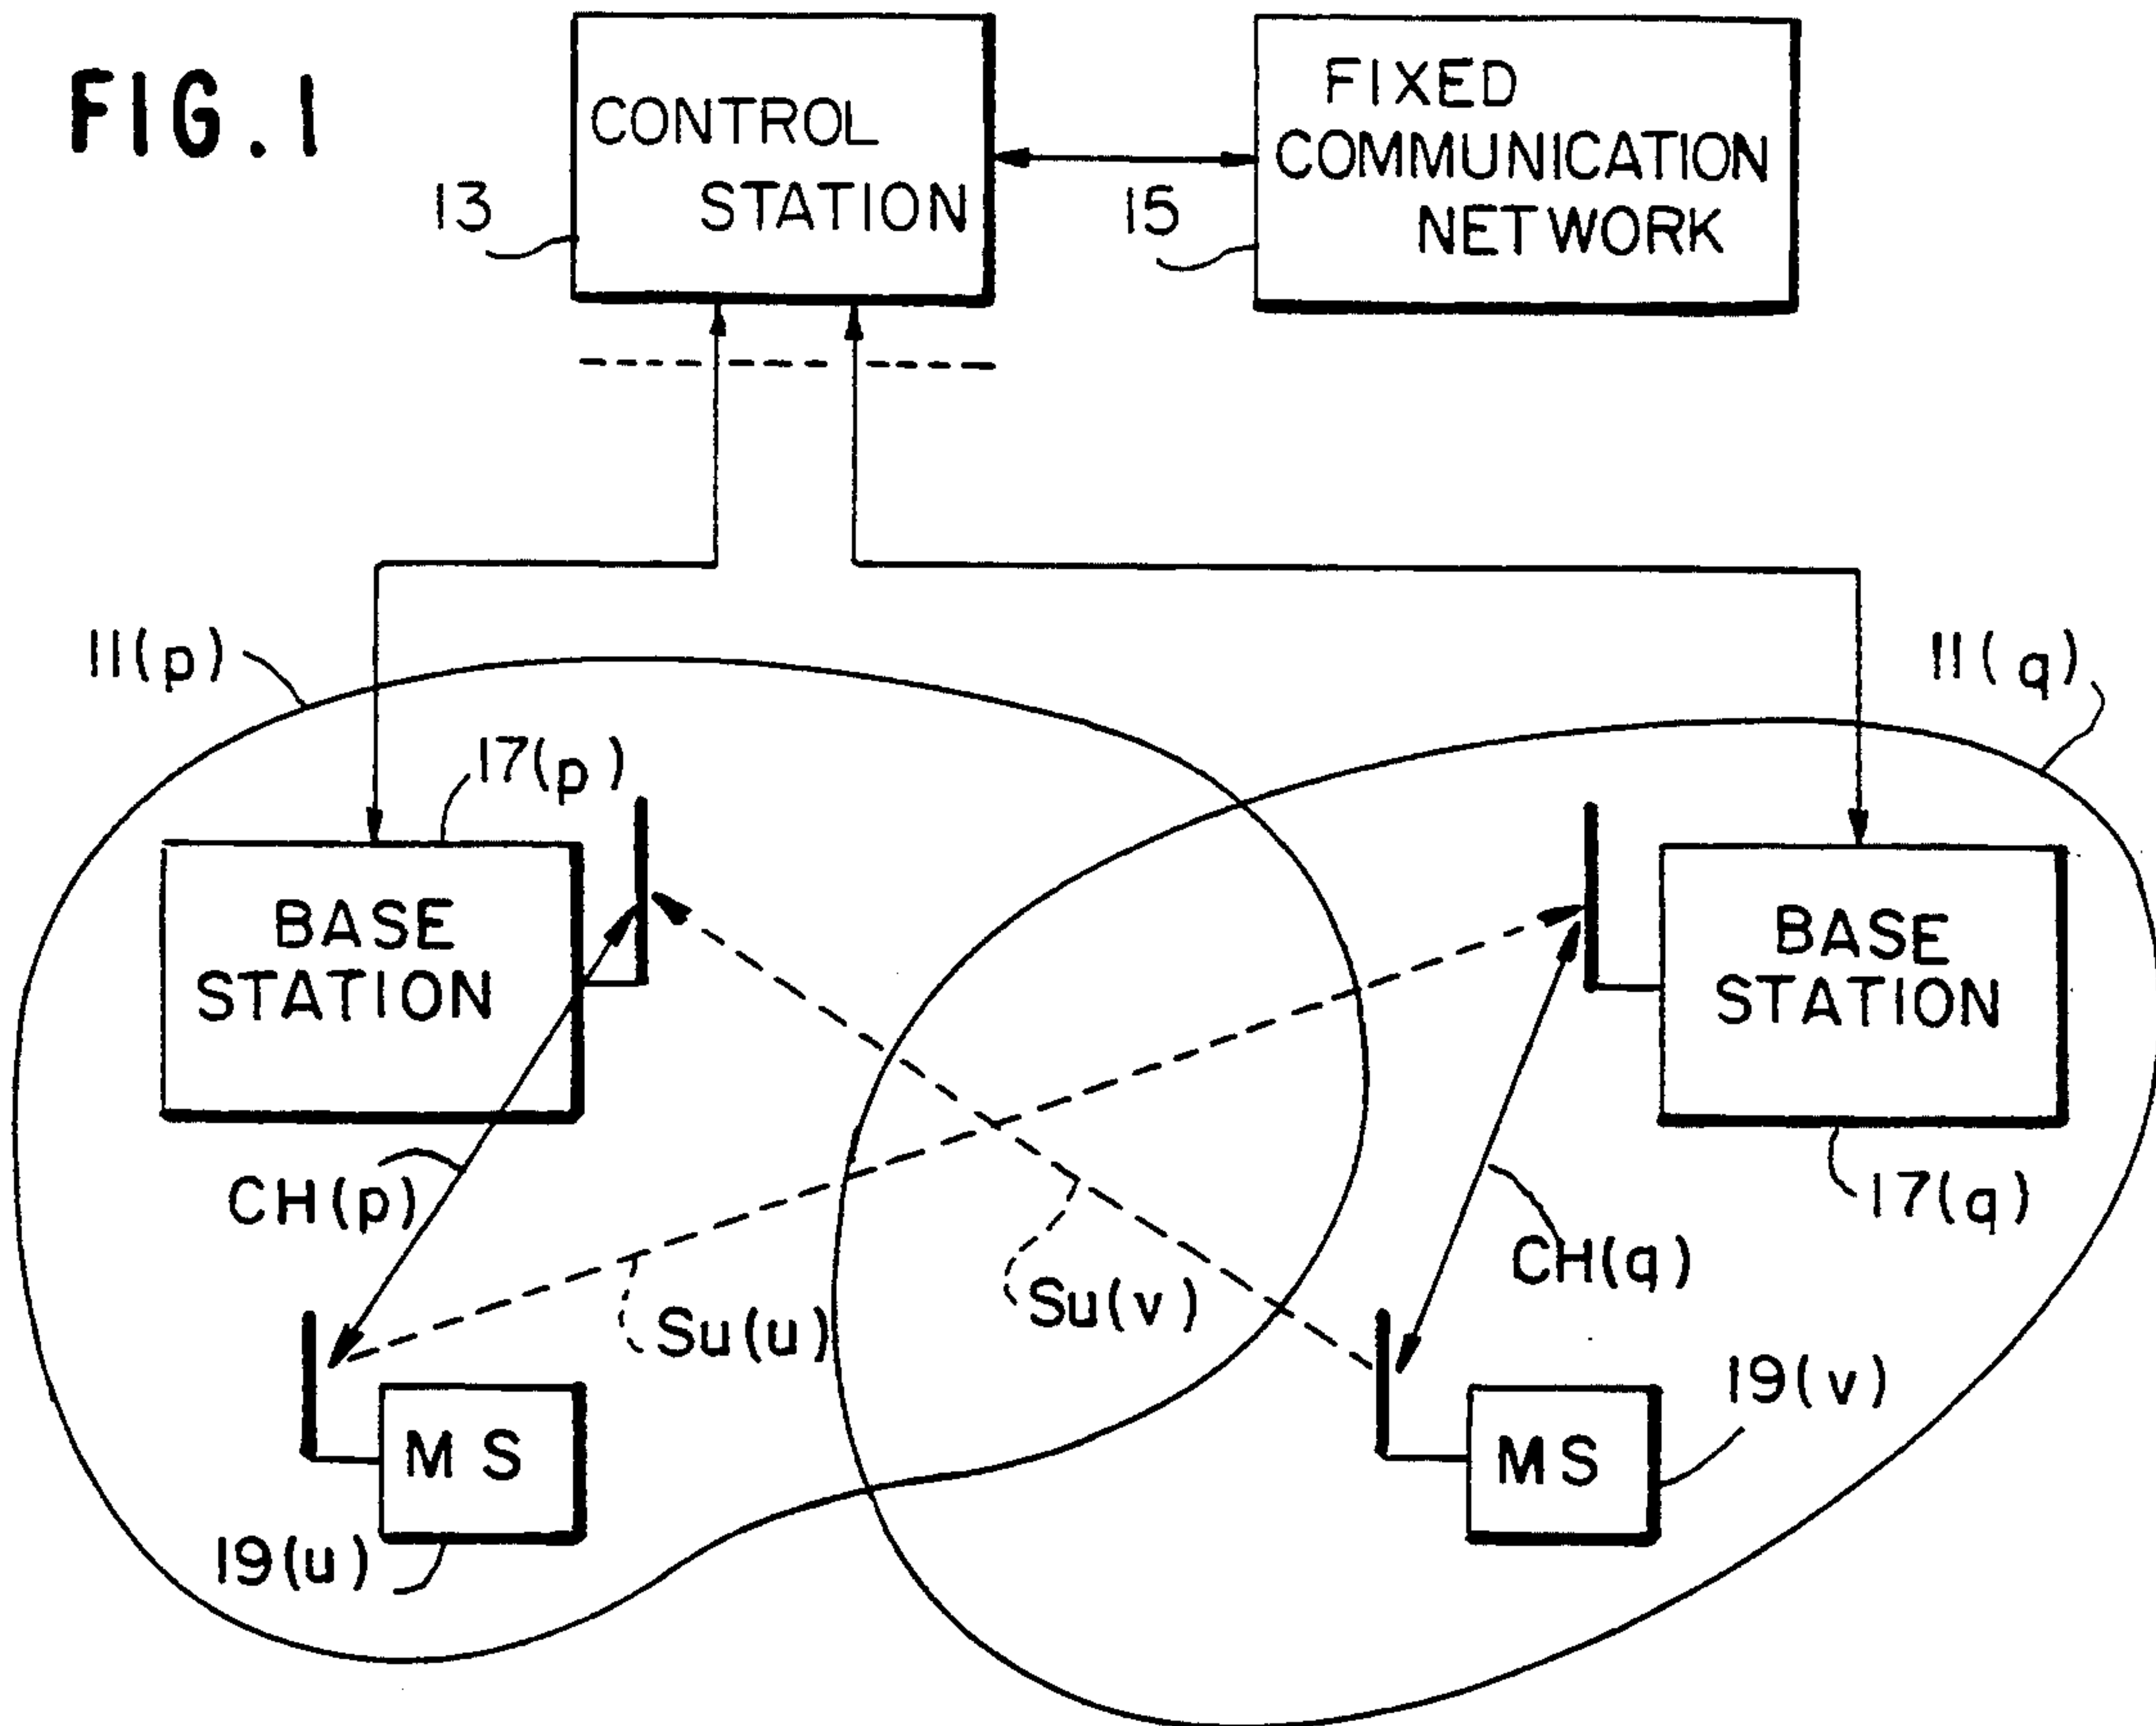 FIG. 1
CONTROL
STATION
13
FIXED
COMMUNICATION
NETWORK
15
11(p)
11(q)
17(p)
BASE
STATION
BASE
STATION
17(q)
CH(p)
CH(q)
Su(u)
Su(v)
MS
19(u)
MS
19(v)